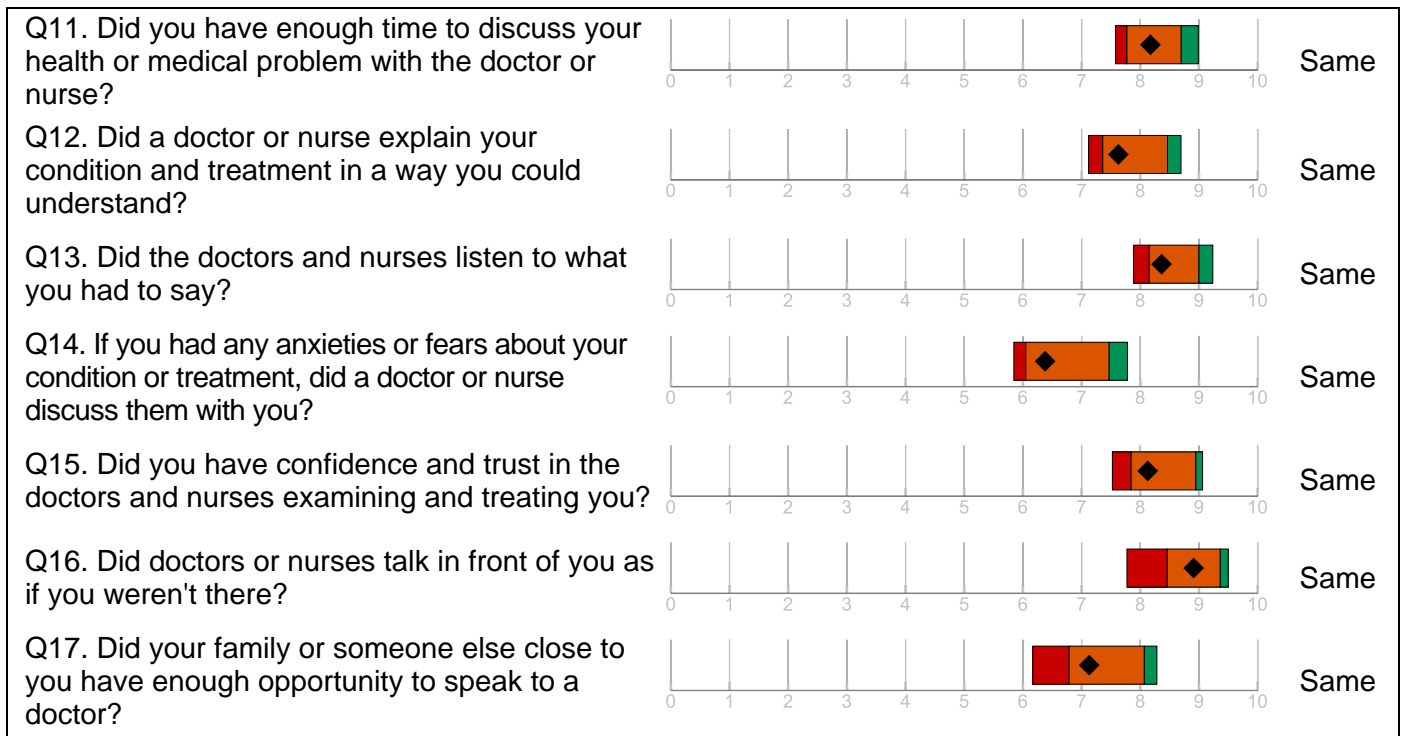 Q11. Did you have enough time to discuss your
health or medical problem with the doctor or
nurse?
0 1 2 3 4 5 6 7 8 9 10
Same
Q12. Did a doctor or nurse explain your
condition and treatment in a way you could
understand?
0 1 2 3 4 5 6 7 8 9 10
Same
Q13. Did the doctors and nurses listen to what
you had to say?
0 1 2 3 4 5 6 7 8 9 10
Same
Q14. If you had any anxieties or fears about your
condition or treatment, did a doctor or nurse
discuss them with you?
0 1 2 3 4 5 6 7 8 9 10
Same
Q15. Did you have confidence and trust in the
doctors and nurses examining and treating you?
0 1 2 3 4 5 6 7 8 9 10
Same
Q16. Did doctors or nurses talk in front of you as
if you weren't there?
0 1 2 3 4 5 6 7 8 9 10
Same
Q17. Did your family or someone else close to
you have enough opportunity to speak to a
doctor?
0 1 2 3 4 5 6 7 8 9 10
Same